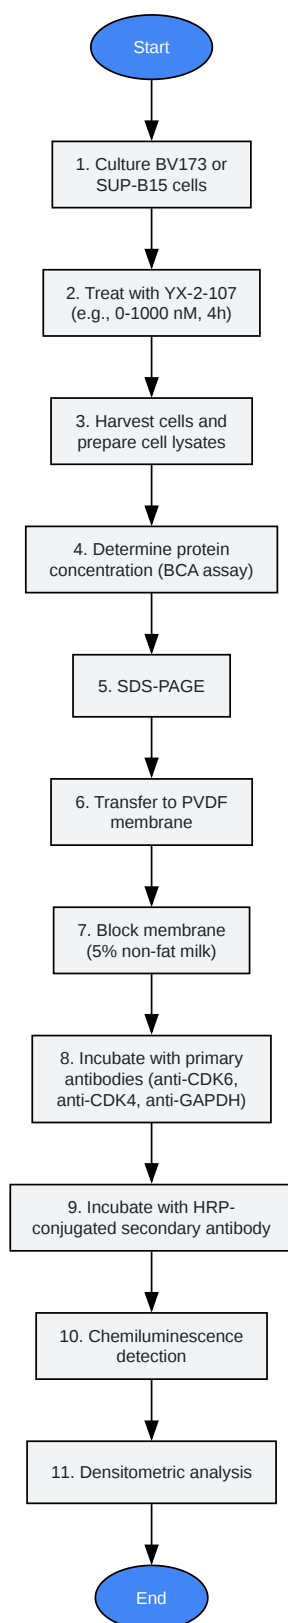 Start
1. Culture BV173 or
SUP-B15 cells
2. Treat with YX-2-107
(e.g., 0-1000 nM, 4h)
3. Harvest cells and
prepare cell lysates
4. Determine protein
concentration (BCA assay)
5. SDS-PAGE
6. Transfer to PVDF
membrane
7. Block membrane
(5% non-fat milk)
8. Incubate with primary
antibodies (anti-CDK6,
anti-CDK4, anti-GAPDH)
9. Incubate with HRP-
conjugated secondary antibody
10. Chemiluminescence
detection
11. Densitometric analysis
End